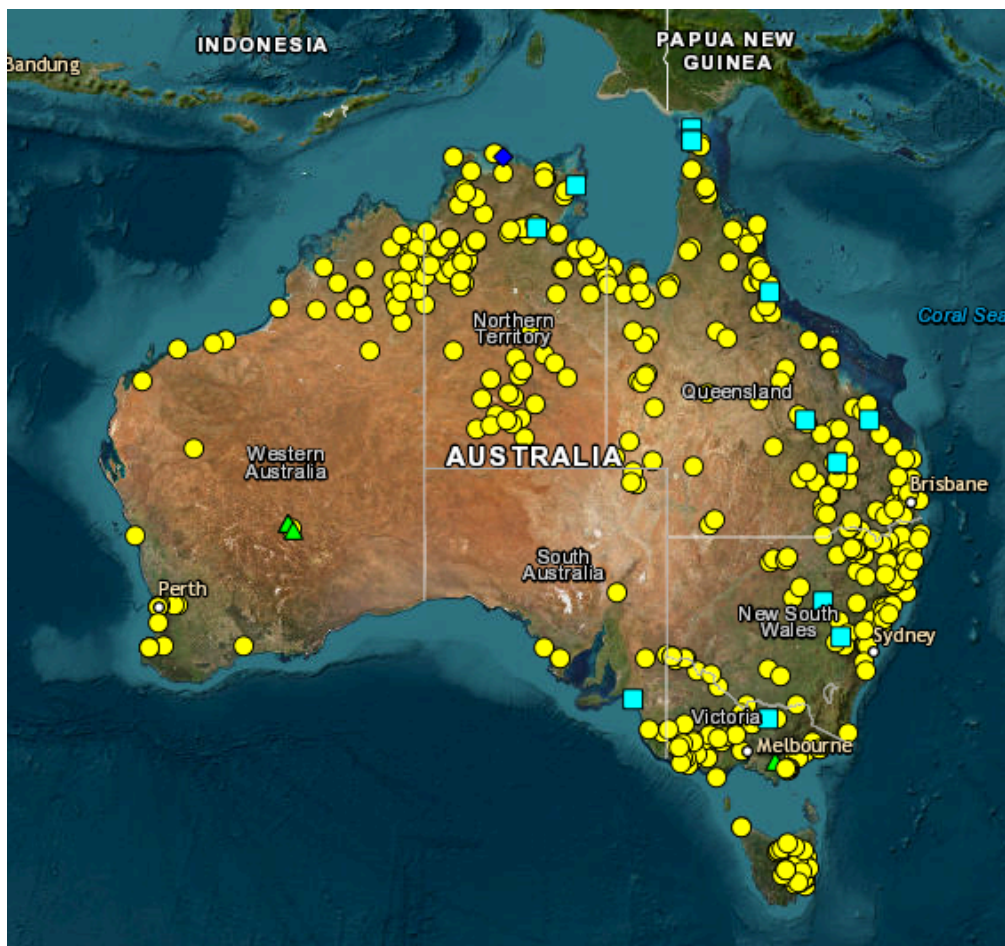 INDONESIA
PAPUA NEW
GUINEA
Bandung
Coral Sea
Northern
Territory
Queensland
Western
Australia
AUSTRALIA
Brisbane
South
Australia
Perth
New South
Wales
Sydney
Victoria
Melbourne